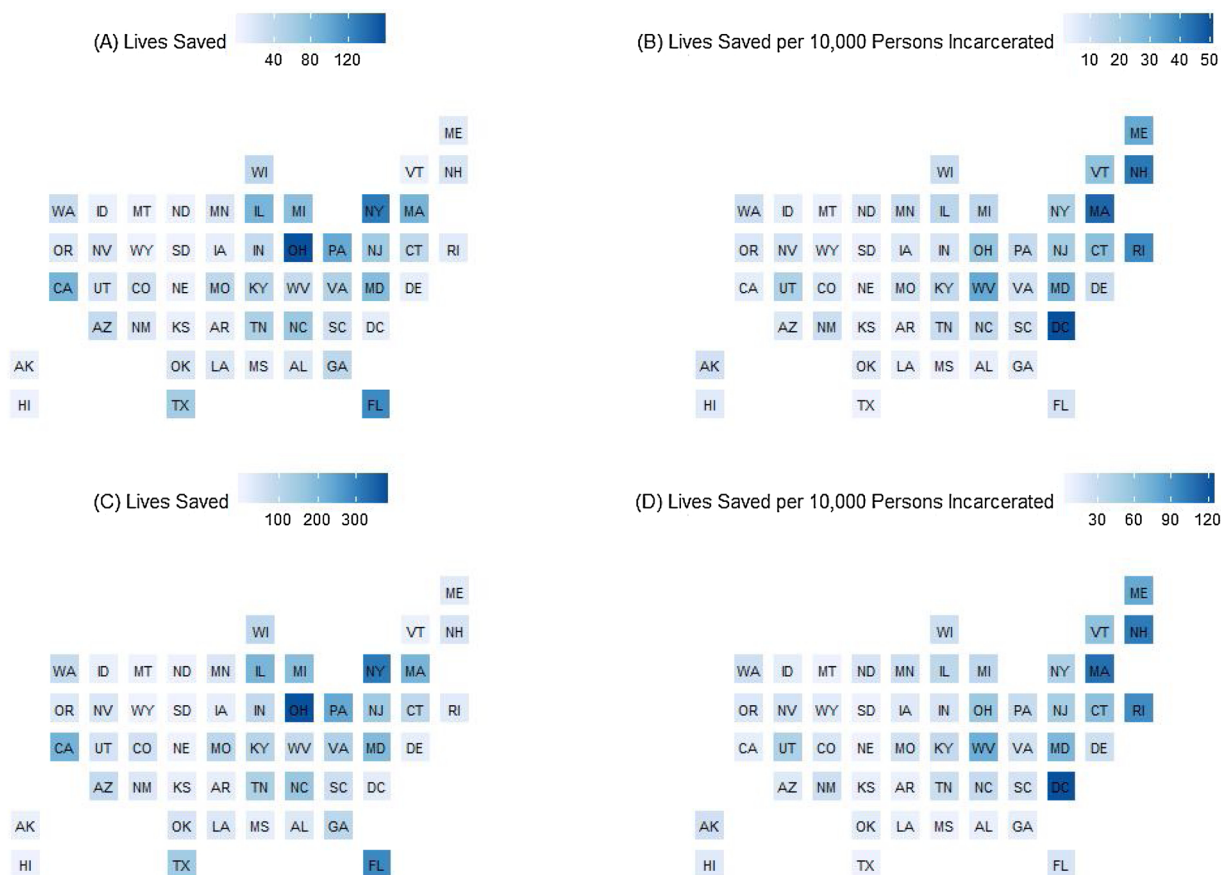 (A) Lives Saved
40 80 120
(B) Lives Saved per 10,000 Persons Incarcerated
10 20 30 40 50
ME
WI VT NH
WA ID MT ND MN IL MI NY MA
OR NV WY SD IA IN OH PA NJ CT RI
CA UT CO NE MO KY WV VA MD DE
AZ NM KS AR TN NC SC DC
AK OK LA MS AL GA
HI TX FL
ME
WI VT NH
WA ID MT ND MN IL MI NY MA
OR NV WY SD IA IN OH PA NJ CT RI
CA UT CO NE MO KY WV VA MD DE
AZ NM KS AR TN NC SC DC
AK OK LA MS AL GA
HI TX FL
(C) Lives Saved
100 200 300
(D) Lives Saved per 10,000 Persons Incarcerated
30 60 90 120
ME
WI VT NH
WA ID MT ND MN IL MI NY MA
OR NV WY SD IA IN OH PA NJ CT RI
CA UT CO NE MO KY WV VA MD DE
AZ NM KS AR TN NC SC DC
AK OK LA MS AL GA
HI TX FL
ME
WI VT NH
WA ID MT ND MN IL MI NY MA
OR NV WY SD IA IN OH PA NJ CT RI
CA UT CO NE MO KY WV VA MD DE
AZ NM KS AR TN NC SC DC
AK OK LA MS AL GA
HI TX FL